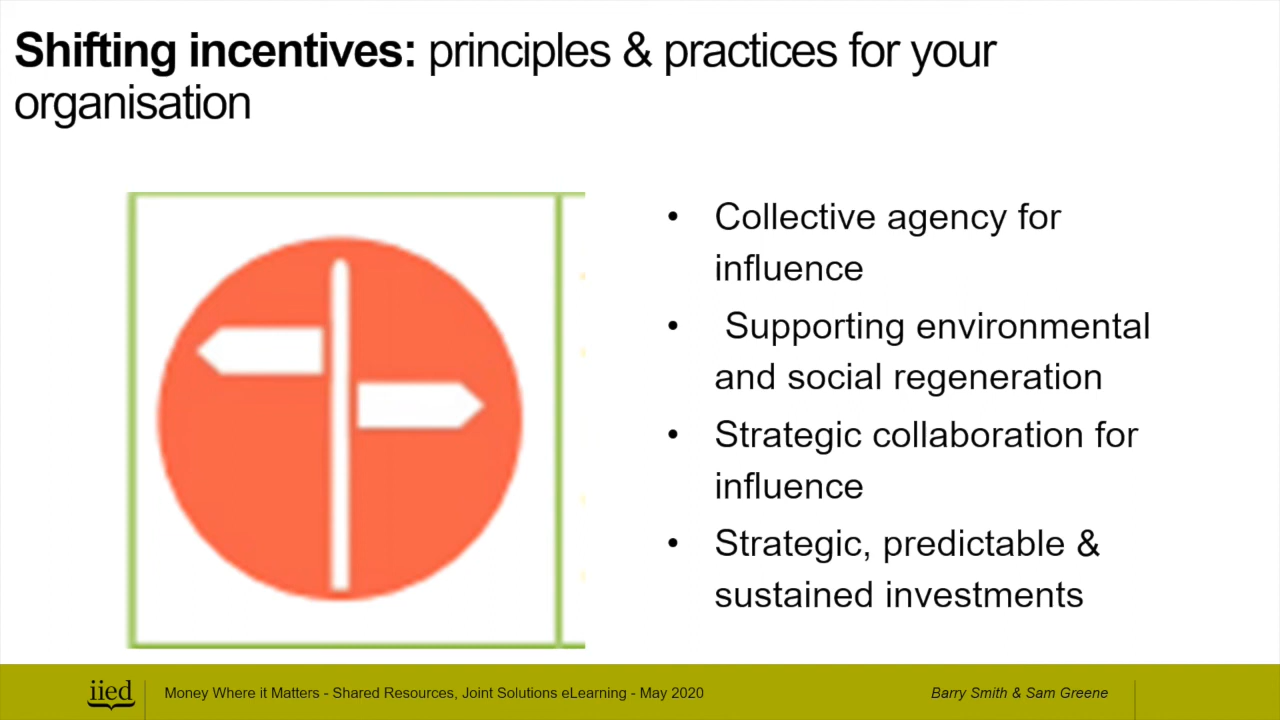 Shifting incentives: principles & practices for your
organisation
• Collective agency for
influence
• Supporting environmental
and social regeneration
• Strategic collaboration for
influence
• Strategic, predictable &
sustained investments
iied
Money Where it Matters - Shared Resources, Joint Solutions eLearning - May 2020
Barry Smith & Sam Greene